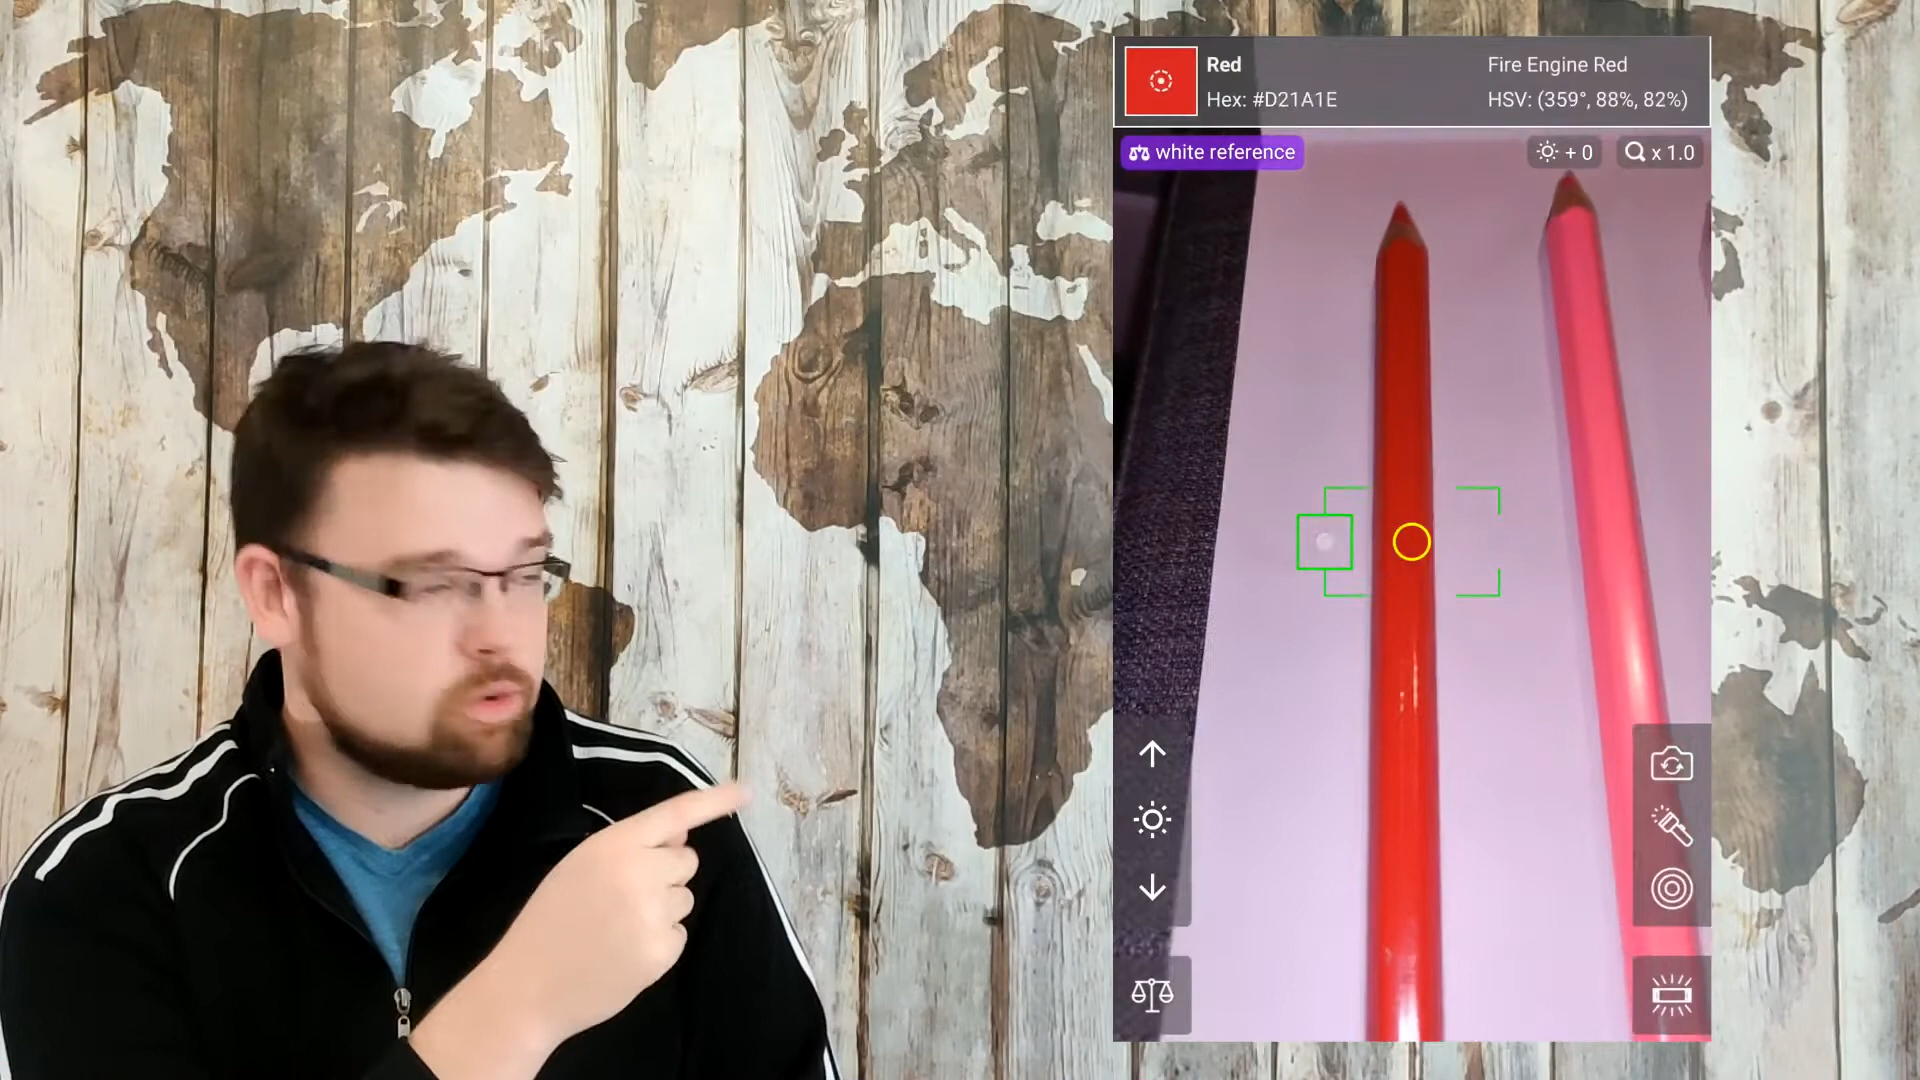 Red
Fire Engine Red
Hex: #D21A1E
HSV: (359°, 88%, 82%)
white reference
+ 0
x 1.0